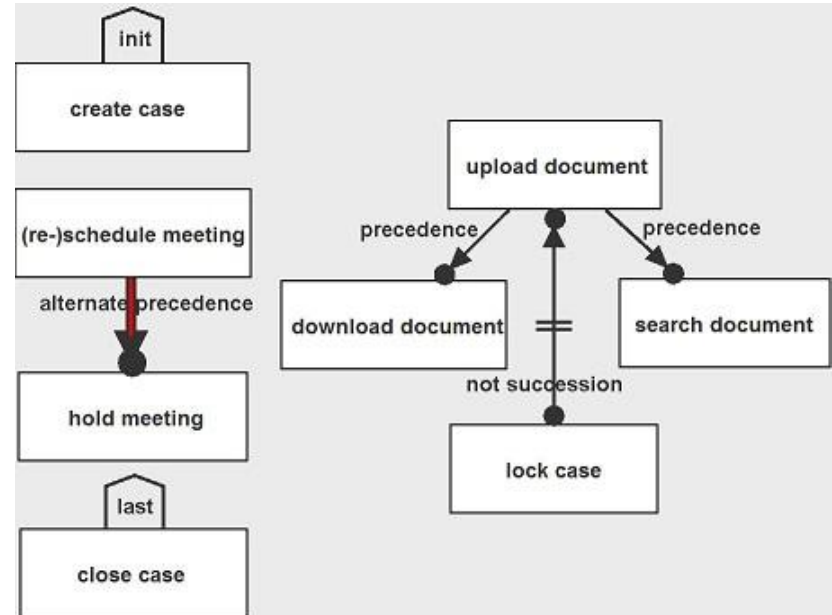 init
create case
(re-)schedule meeting
alternate precedence
hold meeting
last
close case
upload document
precedence
precedence
download document
search document
not succession
lock case